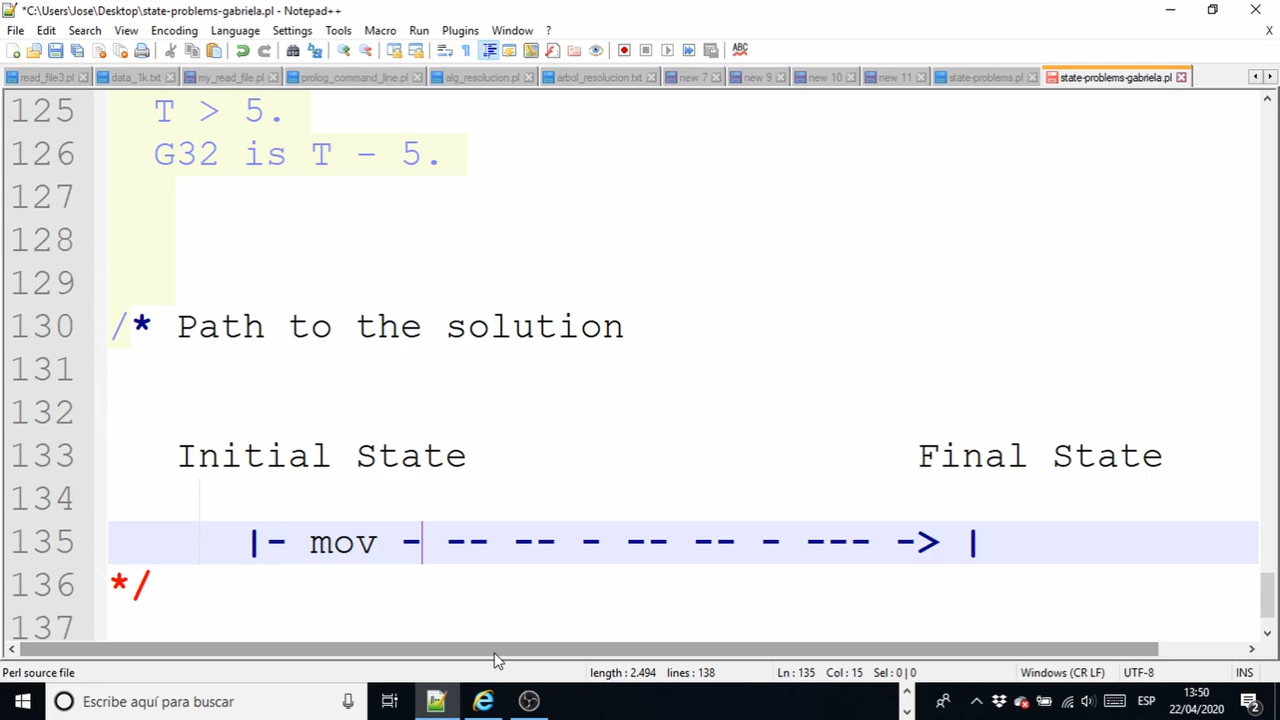 *C:\Users\Jose\Desktop\state-problems-gabriela.pl - Notepad++
File Edit Search View Encoding Language Settings Tools Macro Run Plugins Window ?
X
read_file3.pl data_1k.txt my_read_file.pl prolog_command_line.pl alg_resolucion.pl arbol_resolucion.txt new 7 new 9 new 10 new 11 state-problems.pl state-problems-gabriela.pl
125 T > 5.
126 G32 is T - 5.
127
128
129
130 /* Path to the solution
131
132
133 Initial State Final State
134
135 |- mov - -- -- - -- -- - --- -> |
136 */
137
Perl source file length : 2.494 lines : 138 Ln : 135 Col : 15 Sel : 0 | 0 Windows (CR LF) UTF-8 INS
Escribe aquí para buscar ESP 13:50
22/04/2020 2